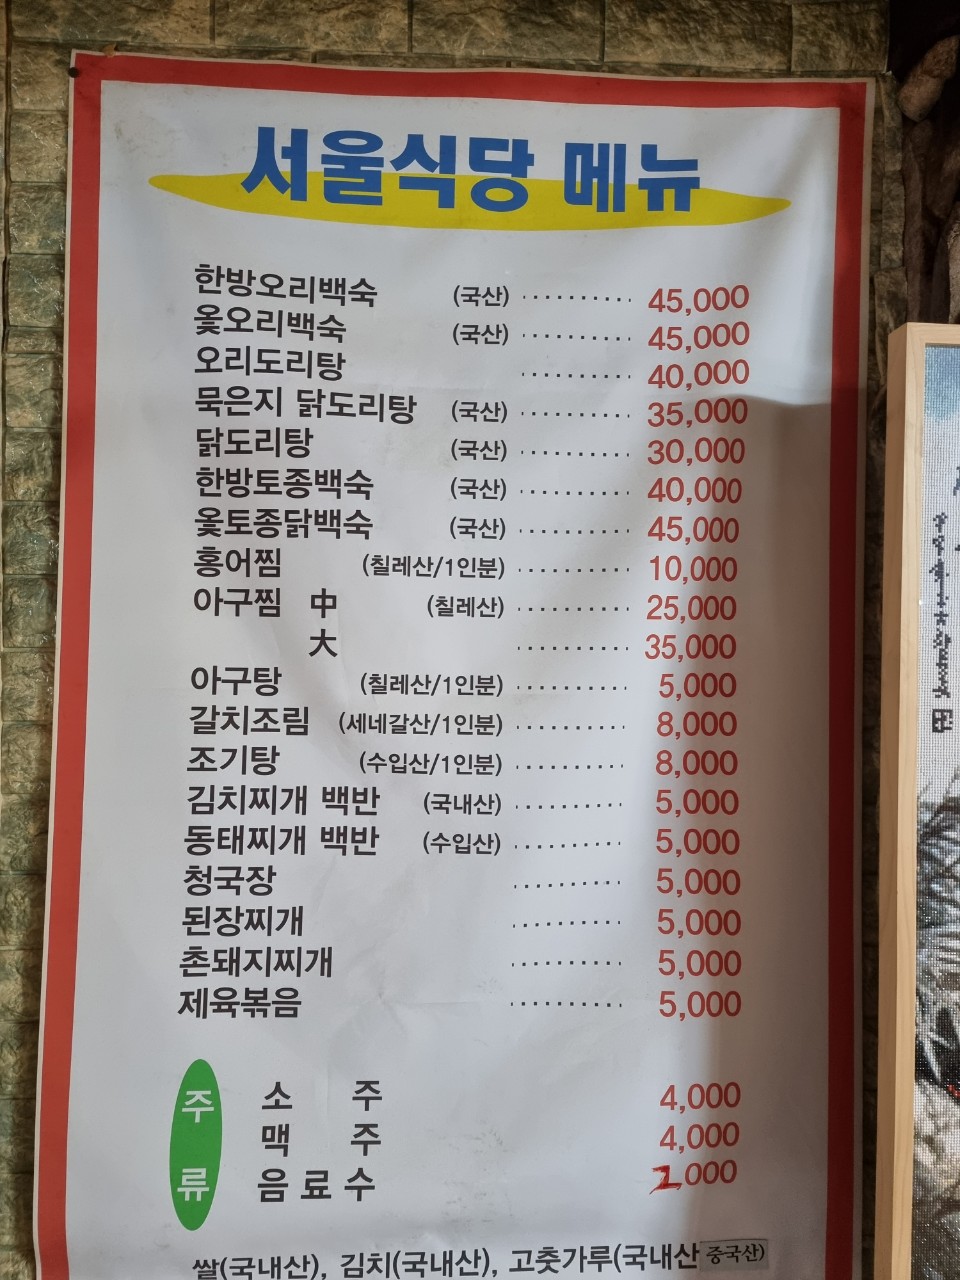 서울식당 메뉴
한방오리백숙 (국산) ·········· 45,000
옻오리백숙 (국산) ·········· 45,000
오리도리탕 ·········· 40,000
묵은지 닭도리탕 (국산) ·········· 35,000
닭도리탕 (국산) ·········· 30,000
한방토종백숙 (국산) ·········· 40,000
옻토종닭백숙 (국산) ·········· 45,000
홍어찜 (칠레산/1인분) ·········· 10,000
아구찜 中 (칠레산) ·········· 25,000
大 ·········· 35,000
아구탕 (칠레산/1인분) ·········· 5,000
갈치조림 (세네갈산/1인분) ·········· 8,000
조기탕 (수입산/1인분) ·········· 8,000
김치찌개 백반 (국내산) ·········· 5,000
동태찌개 백반 (수입산) ·········· 5,000
청국장 ·········· 5,000
된장찌개 ·········· 5,000
촌돼지찌개 ·········· 5,000
제육볶음 ·········· 5,000
주류
소주 4,000
맥주 4,000
음료수 2,000
쌀(국내산), 김치(국내산), 고춧가루(국내산 중국산)